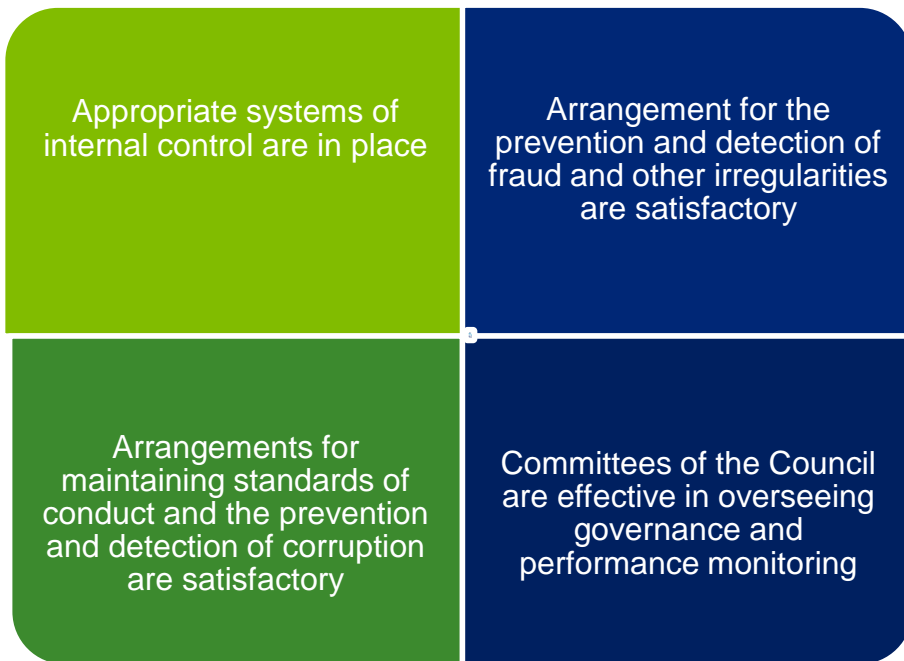 Appropriate systems of
internal control are in place
Arrangement for the
prevention and detection of
fraud and other irregularities
are satisfactory
Arrangements for
maintaining standards of
conduct and the prevention
and detection of corruption
are satisfactory
Committees of the Council
are effective in overseeing
governance and
performance monitoring